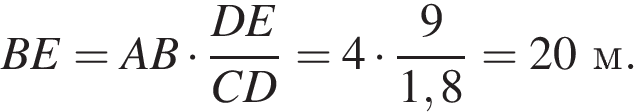 BE = AB · DE/CD = 4 · 9/1,8 = 20 м.